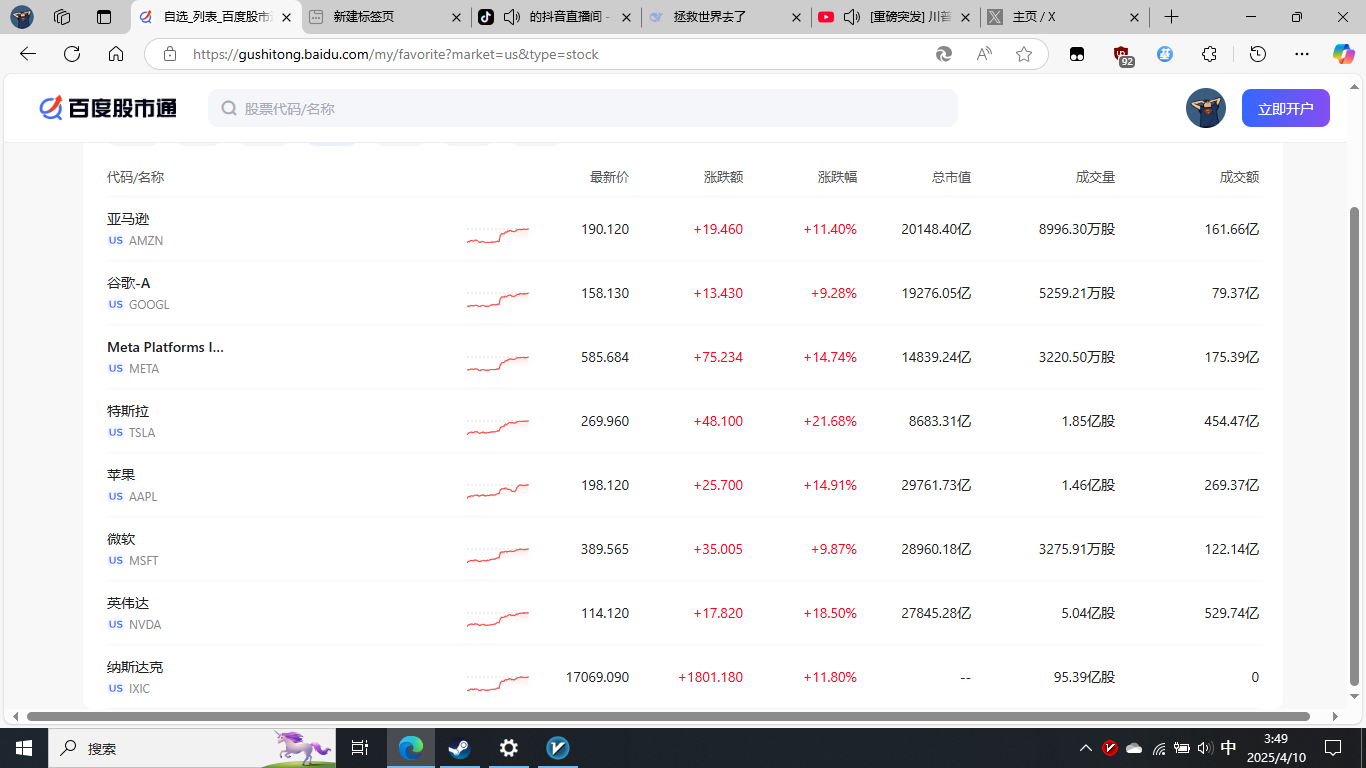 自选_列表_百度股市
新建标签页
的抖音直播间 -
拯救世界去了
[重磅突发] 川普
主页 / X
https://gushitong.baidu.com/my/favorite?market=us&type=stock
92
百度股市通
股票代码/名称
立即开户
代码/名称 最新价 涨跌额 涨跌幅 总市值 成交量 成交额
亚马逊
US AMZN
190.120 +19.460 +11.40% 20148.40亿 8996.30万股 161.66亿
谷歌-A
US GOOGL
158.130 +13.430 +9.28% 19276.05亿 5259.21万股 79.37亿
Meta Platforms I...
US META
585.684 +75.234 +14.74% 14839.24亿 3220.50万股 175.39亿
特斯拉
US TSLA
269.960 +48.100 +21.68% 8683.31亿 1.85亿股 454.47亿
苹果
US AAPL
198.120 +25.700 +14.91% 29761.73亿 1.46亿股 269.37亿
微软
US MSFT
389.565 +35.005 +9.87% 28960.18亿 3275.91万股 122.14亿
英伟达
US NVDA
114.120 +17.820 +18.50% 27845.28亿 5.04亿股 529.74亿
纳斯达克
US IXIC
17069.090 +1801.180 +11.80% -- 95.39亿股 0
搜索
中
3:49
2025/4/10